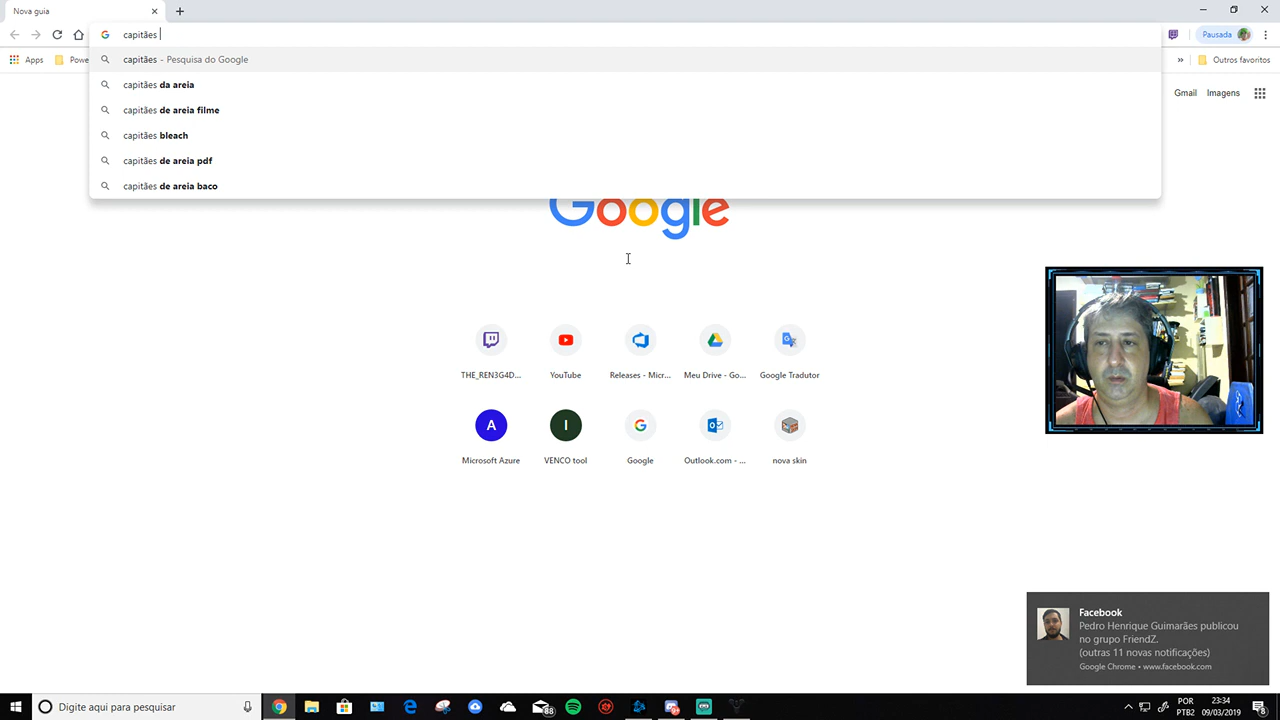 Nova guia
capitães
Pausada
Apps
Powe
»
Outros favoritos
capitães - Pesquisa do Google
capitães da areia
capitães de areia filme
capitães bleach
capitães de areia pdf
capitães de areia baco
Gmail
Imagens
Google
THE_REN3G4D...
YouTube
Releases - Micr...
Meu Drive - Go...
Google Tradutor
A
I
Microsoft Azure
VENCO tool
Google
Outlook.com - ...
nova skin
Facebook
Pedro Henrique Guimarães publicou
no grupo FriendZ.
(outras 11 novas notificações)
Google Chrome • www.facebook.com
Digite aqui para pesquisar
POR
PTB2
23:34
09/03/2019